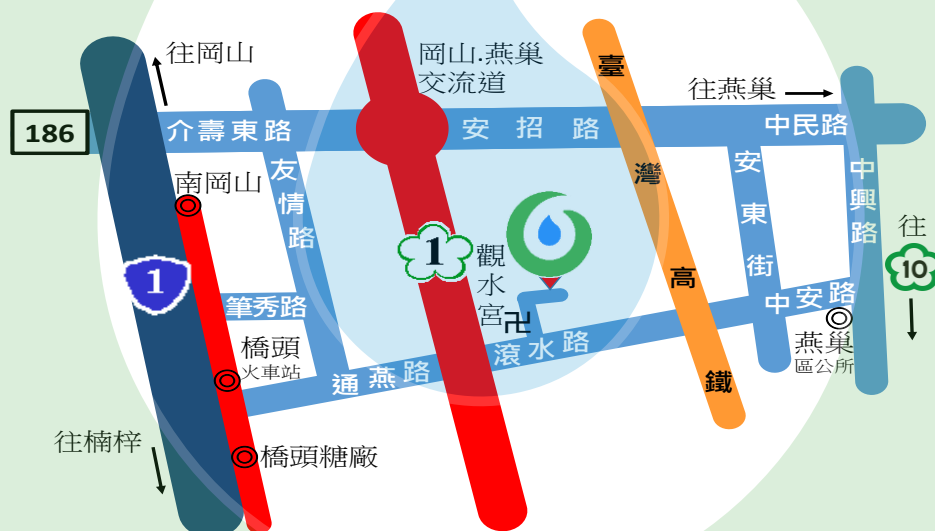 往岡山
岡山.燕巢
交流道
臺灣高鐵
往燕巢
186
介壽東路
安招路
中民路
南岡山
友情路
安東街
中興路
往
10
1
1
觀水宮
卍
筆秀路
中安路
橋頭
火車站
通燕路
滾水路
燕巢
區公所
往楠梓
橋頭糖廠